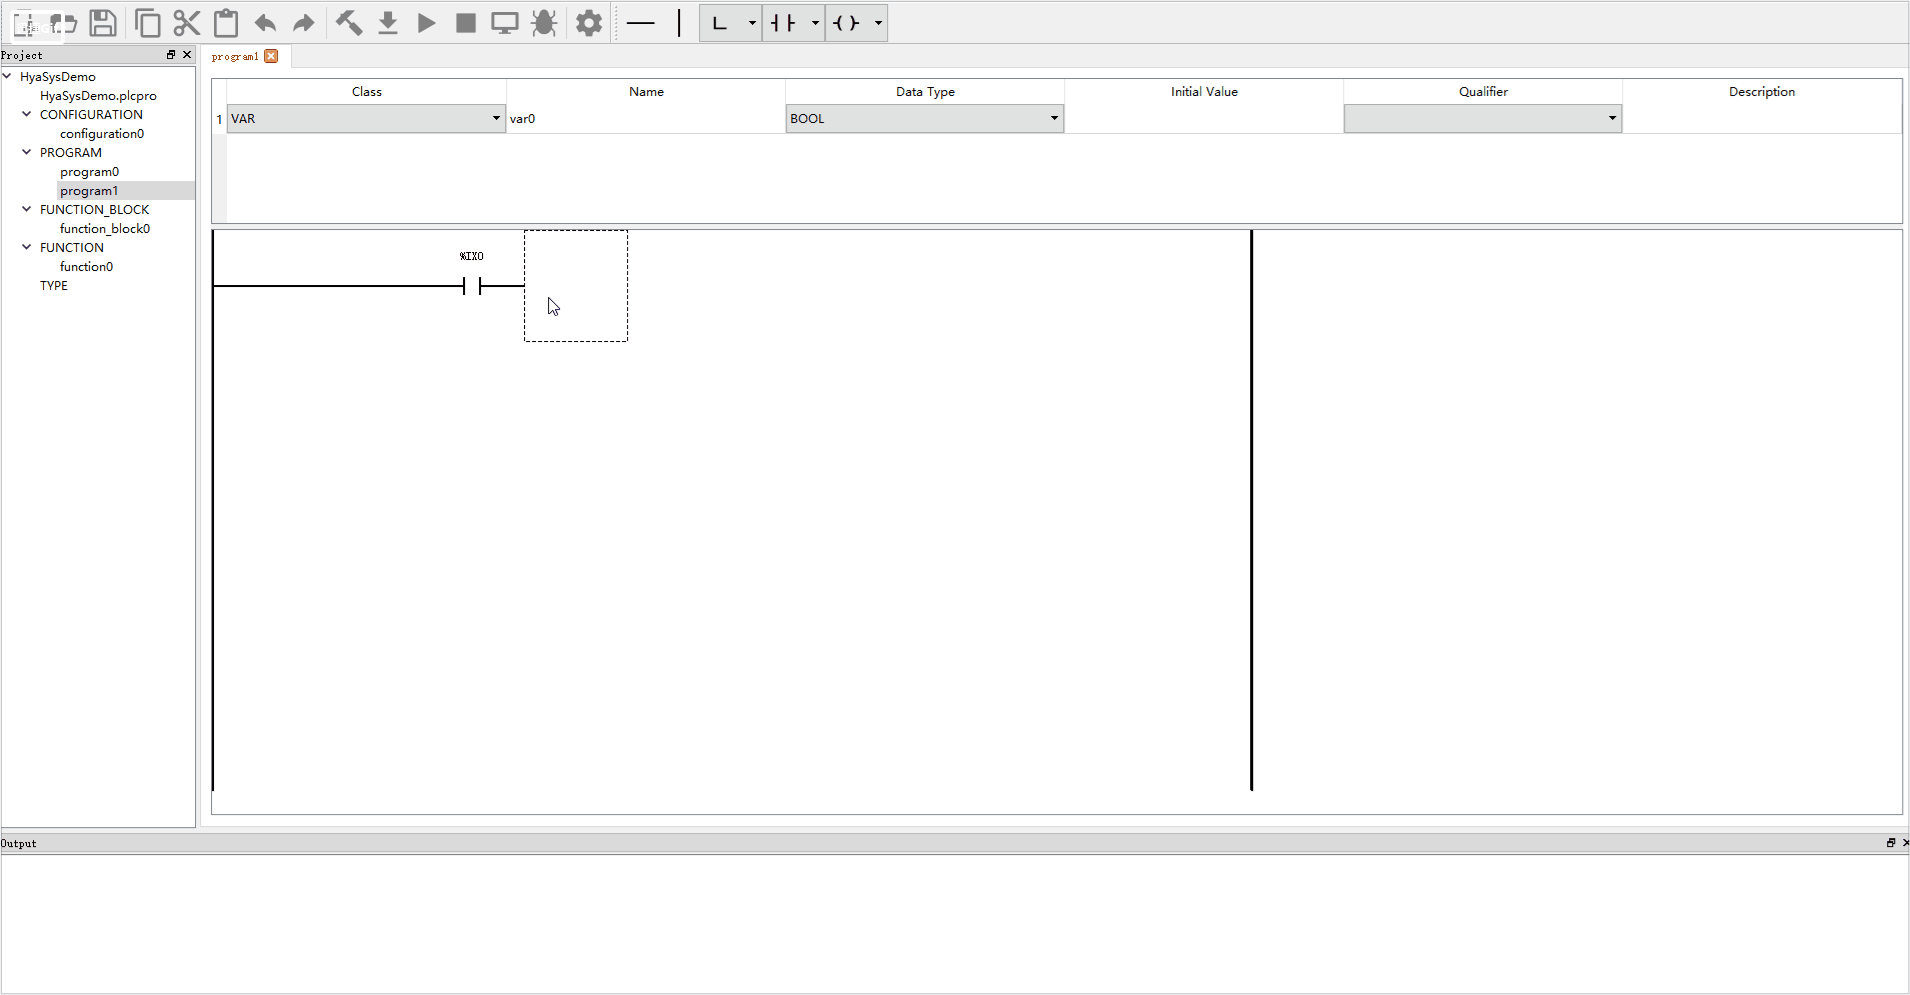 Project
program1
HyaSysDemo
HyaSysDemo.plcpro
CONFIGURATION
configuration0
PROGRAM
program0
program1
FUNCTION_BLOCK
function_block0
FUNCTION
function0
TYPE
Class Name Data Type Initial Value Qualifier Description
1 VAR var0 BOOL
%IX0
Output